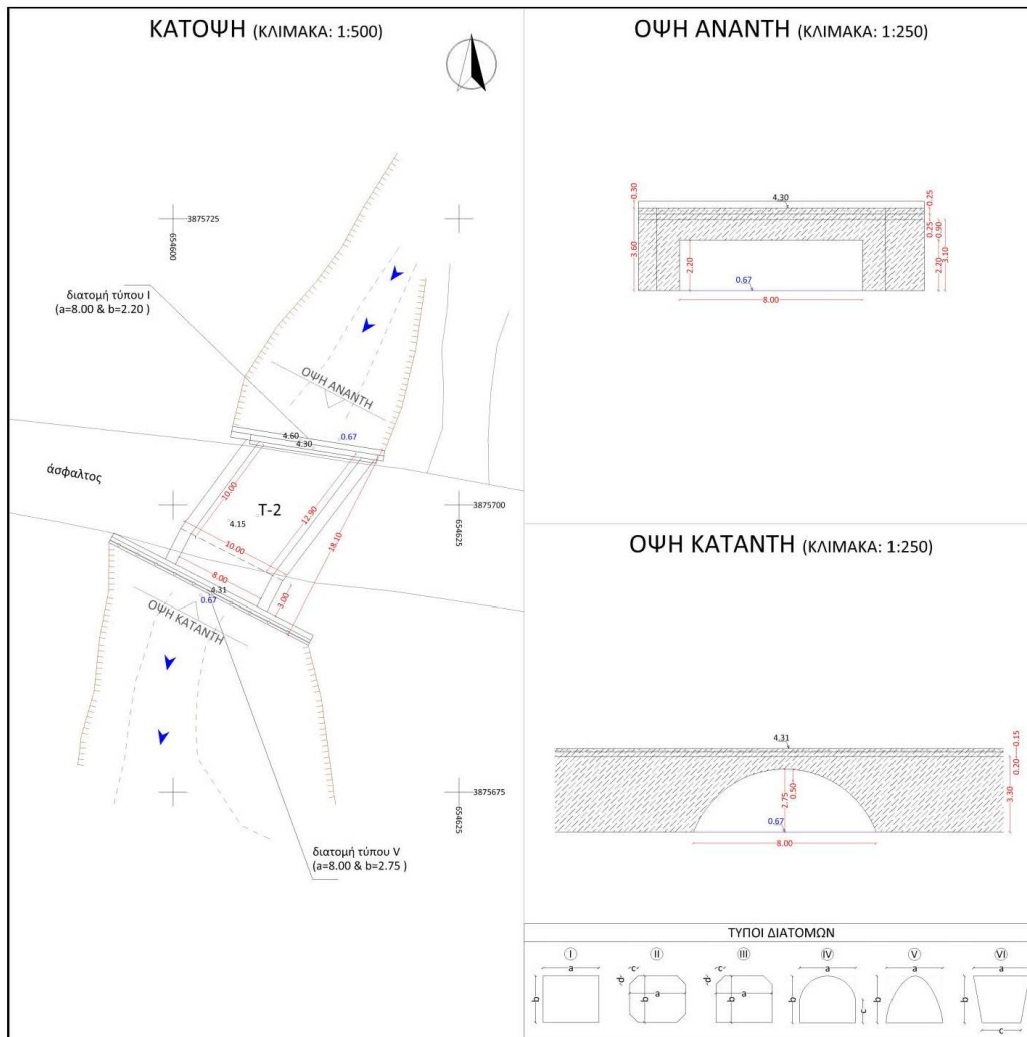 ΚΑΤΟΨΗ (ΚΛΙΜΑΚΑ: 1:500)
3875725
654600
διατομή τύπου Ι
(a=8.00 & b=2.20 )
ΟΨΗ ΑΝΑΝΤΗ
4.60
4.30
0.67
άσφαλτος
10.00
T-2
12.90
4.15
10.00
18.10
3875700
654625
8.00
4.31
3.00
0.67
ΟΨΗ ΚΑΤΑΝΤΗ
3875675
654625
διατομή τύπου V
(a=8.00 & b=2.75 )
ΟΨΗ ΑΝΑΝΤΗ (ΚΛΙΜΑΚΑ: 1:250)
0.30
4.30
0.25
0.25
0.90
3.60
2.20
2.20
3.10
0.67
8.00
ΟΨΗ ΚΑΤΑΝΤΗ (ΚΛΙΜΑΚΑ: 1:250)
4.31
0.15
0.20
2.75
0.50
3.30
0.67
8.00
ΤΥΠΟΙ ΔΙΑΤΟΜΩΝ
I II III IV V VI
a c c a a a
b d b a d b a b c b b
c